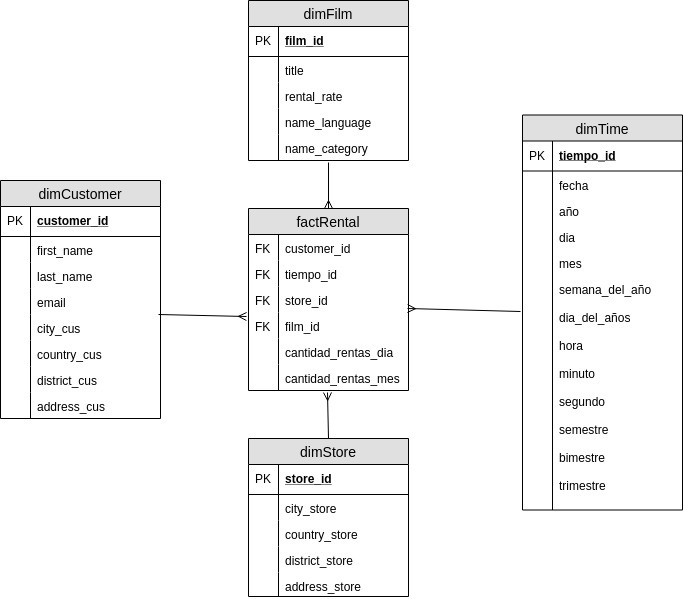 dimFilm
PK film_id
title
rental_rate
name_language
name_category
dimTime
PK tiempo_id
fecha
año
dia
mes
semana_del_año
dia_del_años
hora
minuto
segundo
semestre
bimestre
trimestre
dimCustomer
PK customer_id
first_name
last_name
email
city_cus
country_cus
district_cus
address_cus
factRental
FK customer_id
FK tiempo_id
FK store_id
FK film_id
cantidad_rentas_dia
cantidad_rentas_mes
dimStore
PK store_id
city_store
country_store
district_store
address_store